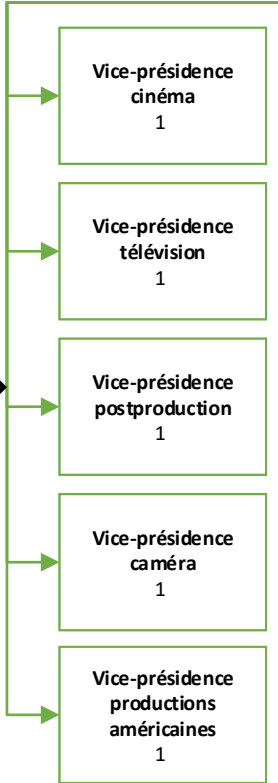 Vice-présidence
cinéma
1
Vice-présidence
télévision
1
Vice-présidence
postproduction
1
Vice-présidence
caméra
1
Vice-présidence
productions
américaines
1